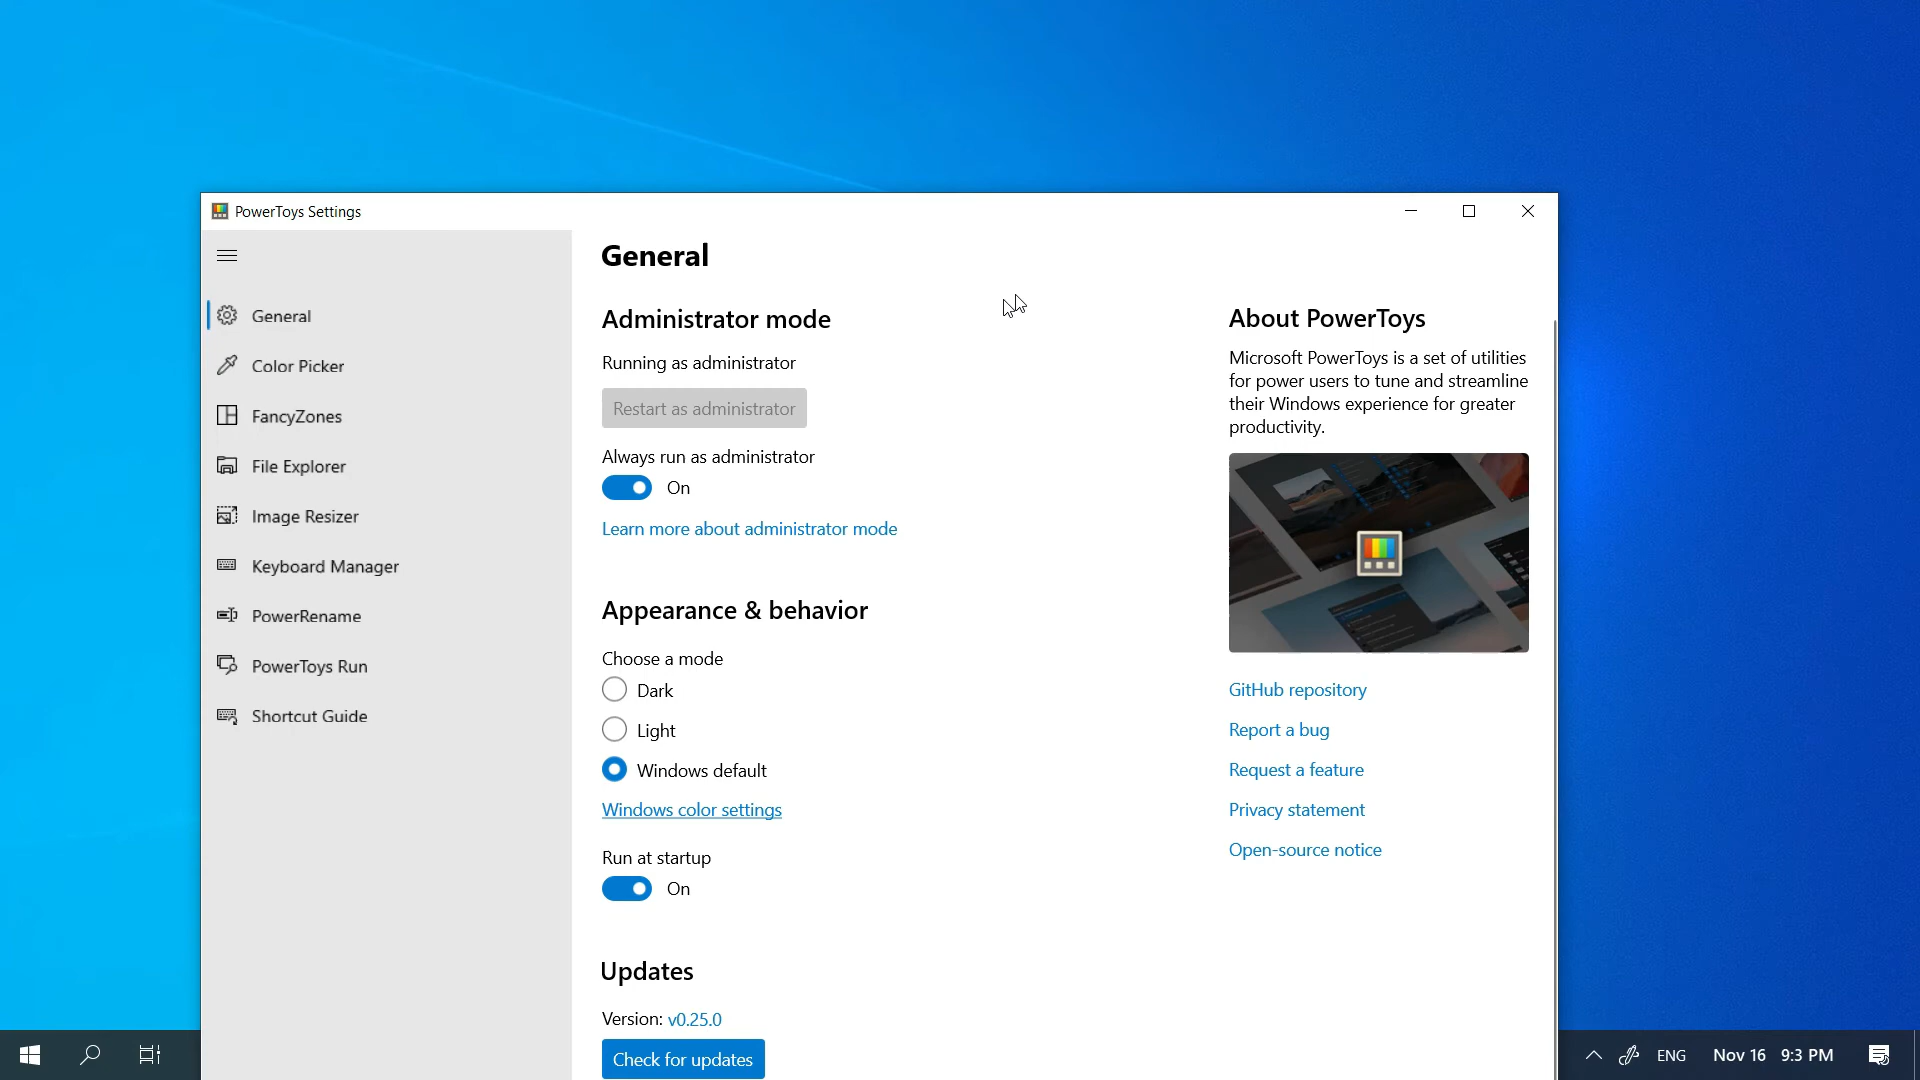 PowerToys Settings
General
Color Picker
FancyZones
File Explorer
Image Resizer
Keyboard Manager
PowerRename
PowerToys Run
Shortcut Guide
General
Administrator mode
Running as administrator
Restart as administrator
Always run as administrator
On
Learn more about administrator mode
Appearance & behavior
Choose a mode
Dark
Light
Windows default
Windows color settings
Run at startup
On
Updates
Version: v0.25.0
Check for updates
About PowerToys
Microsoft PowerToys is a set of utilities
for power users to tune and streamline
their Windows experience for greater
productivity.
GitHub repository
Report a bug
Request a feature
Privacy statement
Open-source notice
ENG
Nov 16 9:3 PM